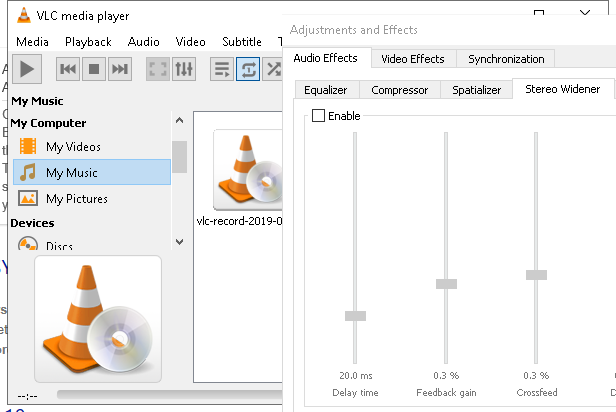 VLC media player
Media Playback Audio Video Subtitle T
My Music
My Computer
My Videos
My Music
My Pictures
Devices
Discs
vlc-record-2019-0
--:--
Adjustments and Effects
Audio Effects Video Effects Synchronization
Equalizer Compressor Spatializer Stereo Widener
Enable
20.0 ms 0.3 % 0.3 %
Delay time Feedback gain Crossfeed D